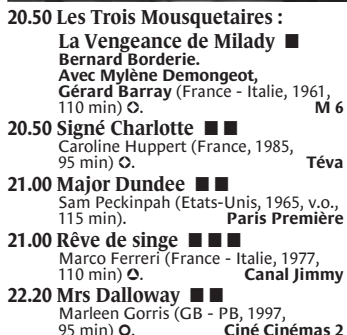 20.50 Les Trois Mousquetaires :
La Vengeance de Milady ■
Bernard Borderie.
Avec Mylène Demongeot,
Gérard Barray (France - Italie, 1961,
110 min) ✪. M 6
20.50 Signé Charlotte ■ ■
Caroline Huppert (France, 1985,
95 min) ✪. Téva
21.00 Major Dundee ■ ■
Sam Peckinpah (Etats-Unis, 1965, v.o.,
115 min). Paris Première
21.00 Rêve de singe ■ ■ ■
Marco Ferreri (France - Italie, 1977,
110 min) ✪. Canal Jimmy
22.20 Mrs Dalloway ■ ■
Marleen Gorris (GB - PB, 1997,
95 min) ✪. Ciné Cinémas 2